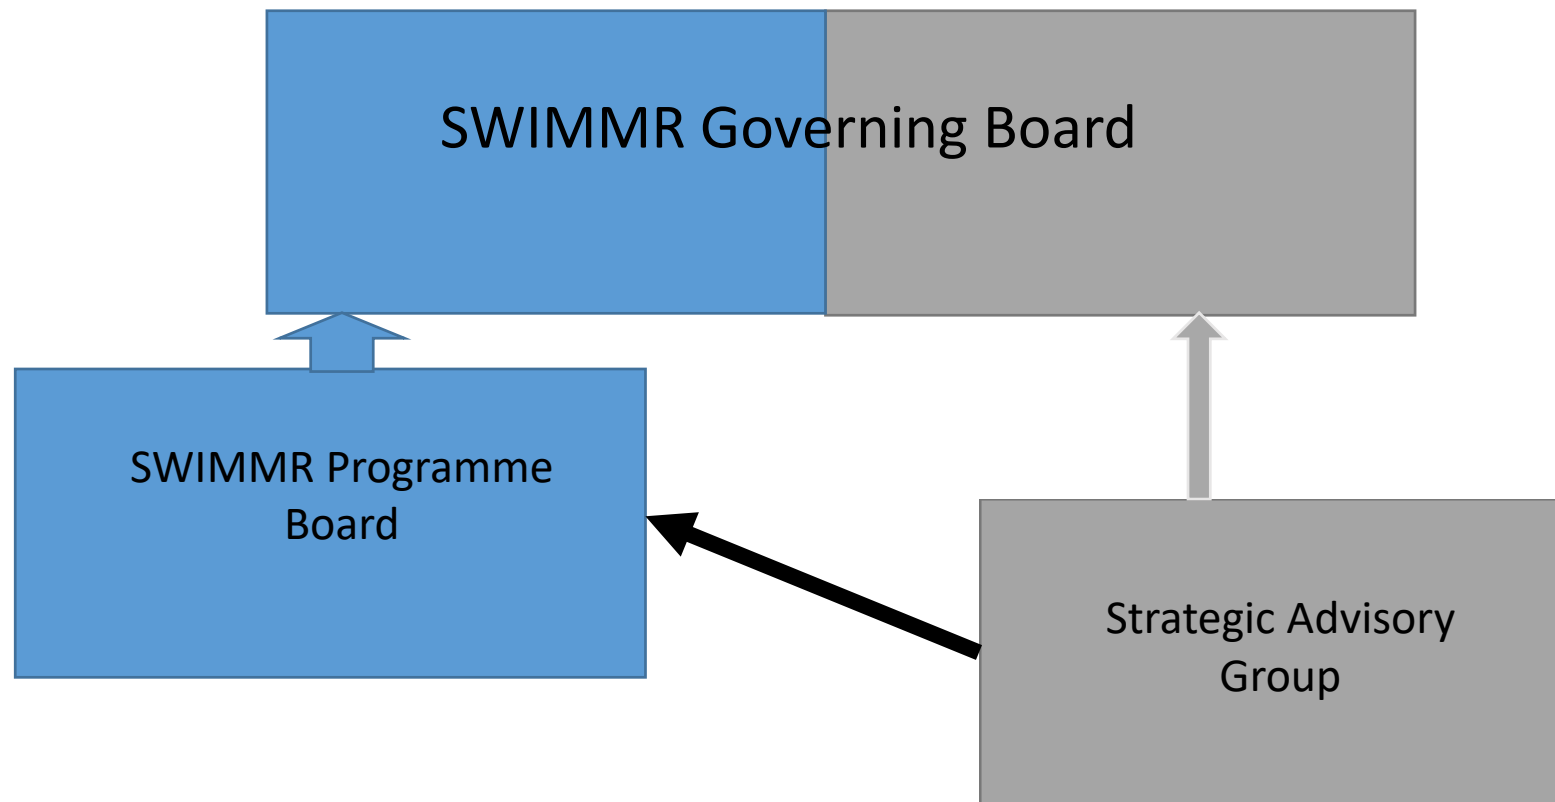 SWIMMR Governing Board
SWIMMR Programme
Board
Strategic Advisory
Group